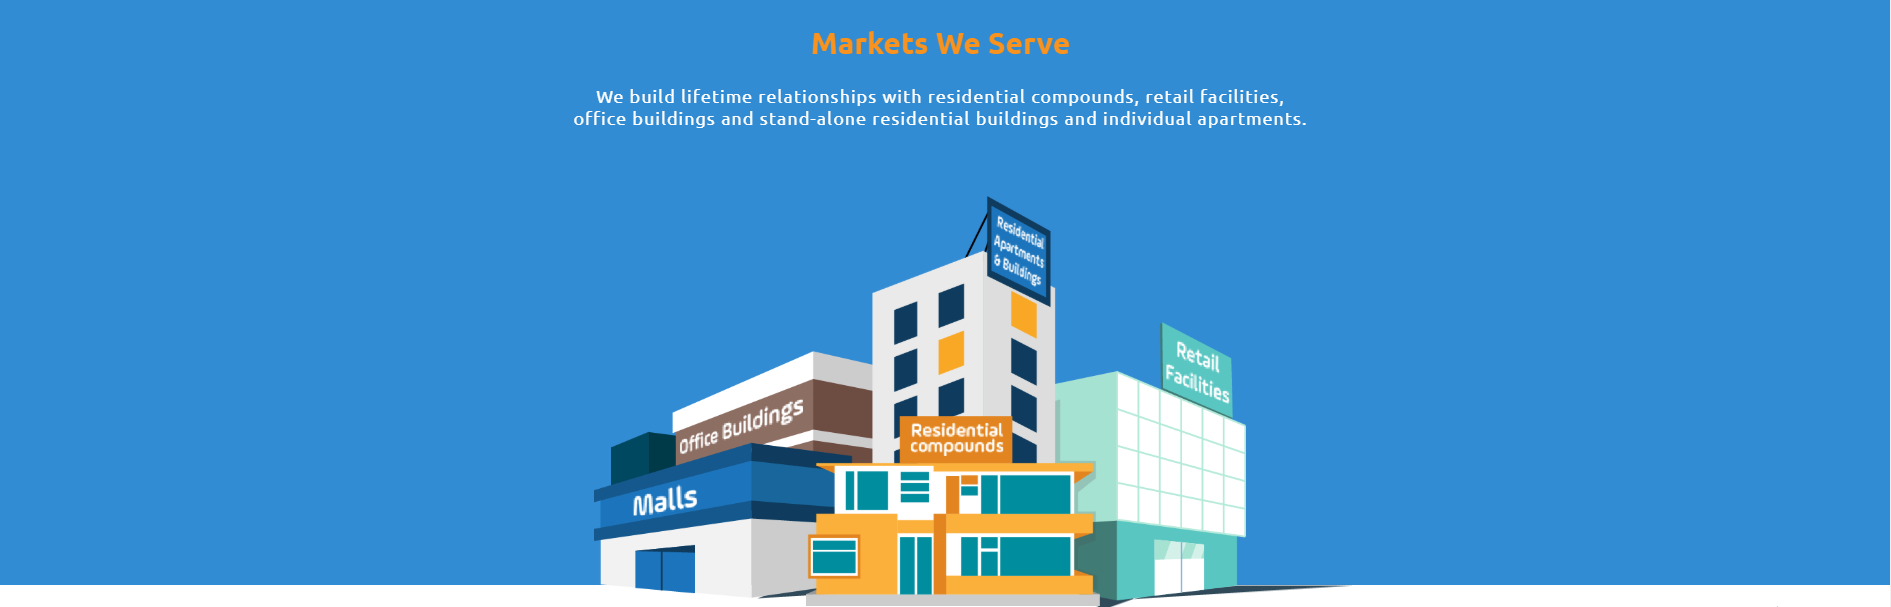 Markets We Serve
We build lifetime relationships with residential compounds, retail facilities,
office buildings and stand-alone residential buildings and individual apartments.
Residential
Apartments
& Buildings
Retail
Facilities
Office Buildings
Residential
compounds
Malls